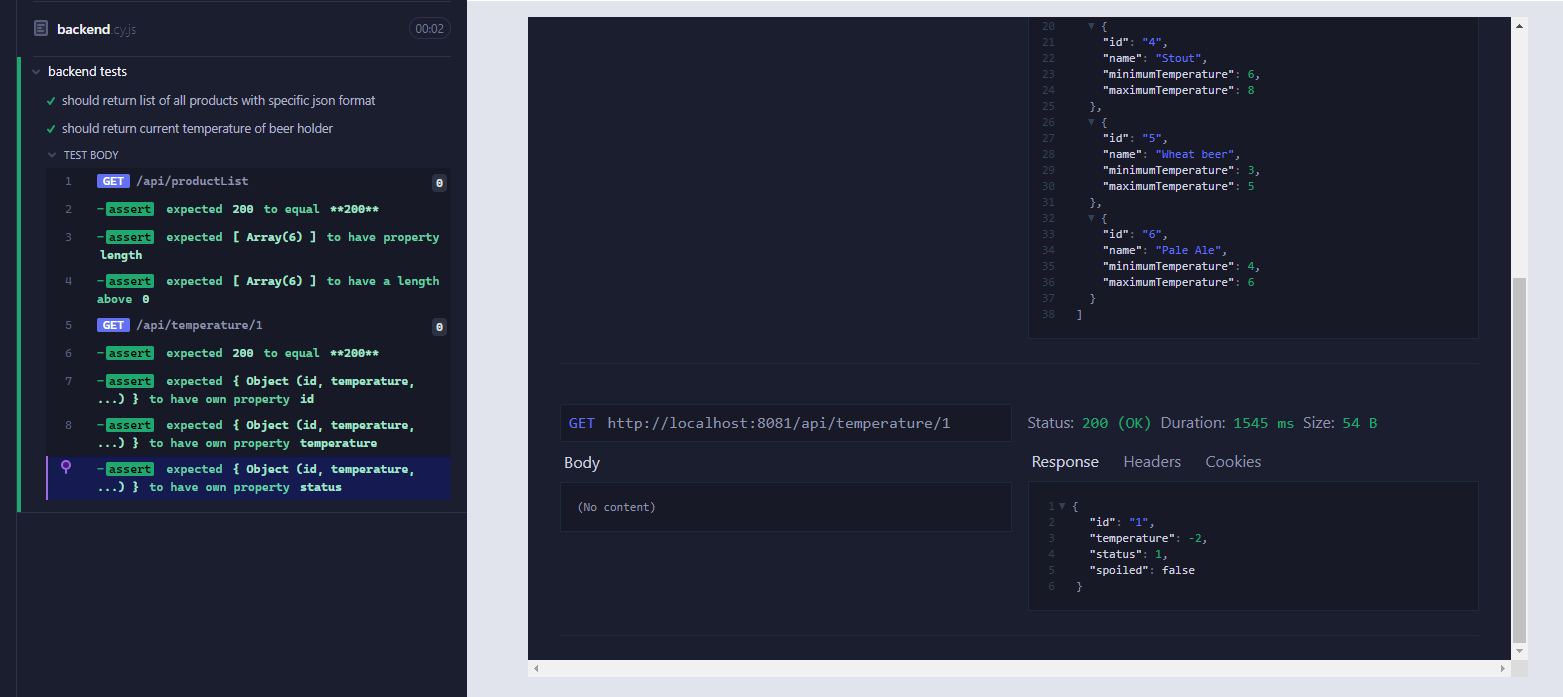 backend.cy.js
00:02
backend tests
should return list of all products with specific json format
should return current temperature of beer holder
TEST BODY
1 GET /api/productList 0
2 -assert expected 200 to equal **200**
3 -assert expected [ Array(6) ] to have property
length
4 -assert expected [ Array(6) ] to have a length
above 0
5 GET /api/temperature/1 0
6 -assert expected 200 to equal **200**
7 -assert expected { Object (id, temperature,
...) } to have own property id
8 -assert expected { Object (id, temperature,
...) } to have own property temperature
-assert expected { Object (id, temperature,
...) } to have own property status
20 {
21 "id": "4",
22 "name": "Stout",
23 "minimumTemperature": 6,
24 "maximumTemperature": 8
25 },
26 {
27 "id": "5",
28 "name": "Wheat beer",
29 "minimumTemperature": 3,
30 "maximumTemperature": 5
31 },
32 {
33 "id": "6",
34 "name": "Pale Ale",
35 "minimumTemperature": 4,
36 "maximumTemperature": 6
37 }
38 ]
GET http://localhost:8081/api/temperature/1
Body
(No content)
Status: 200 (OK) Duration: 1545 ms Size: 54 B
Response Headers Cookies
1 {
2 "id": "1",
3 "temperature": -2,
4 "status": 1,
5 "spoiled": false
6 }